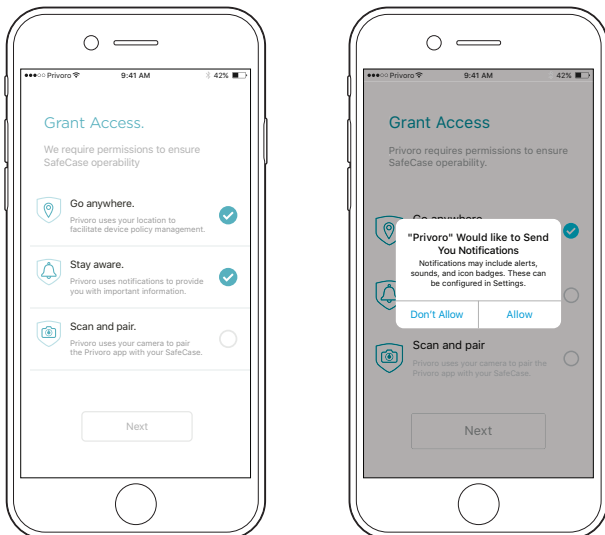 Privoro
9:41 AM
42%
Grant Access.
We require permissions to ensure
SafeCase operability
Go anywhere.
Privoro uses your location to
facilitate device policy management.
Stay aware.
Privoro uses notifications to provide
you with important information.
Scan and pair.
Privoro uses your camera to pair
the Privoro app with your SafeCase.
Next
Privoro
9:41 AM
42%
Grant Access
Privoro requires permissions to ensure
SafeCase operability.
Go anywhere
"Privoro" Would like to Send
You Notifications
Notifications may include alerts,
sounds, and icon badges. These can
be configured in Settings.
Don't Allow
Allow
Scan and pair
Privoro uses your camera to pair the
Privoro app with your SafeCase.
Next